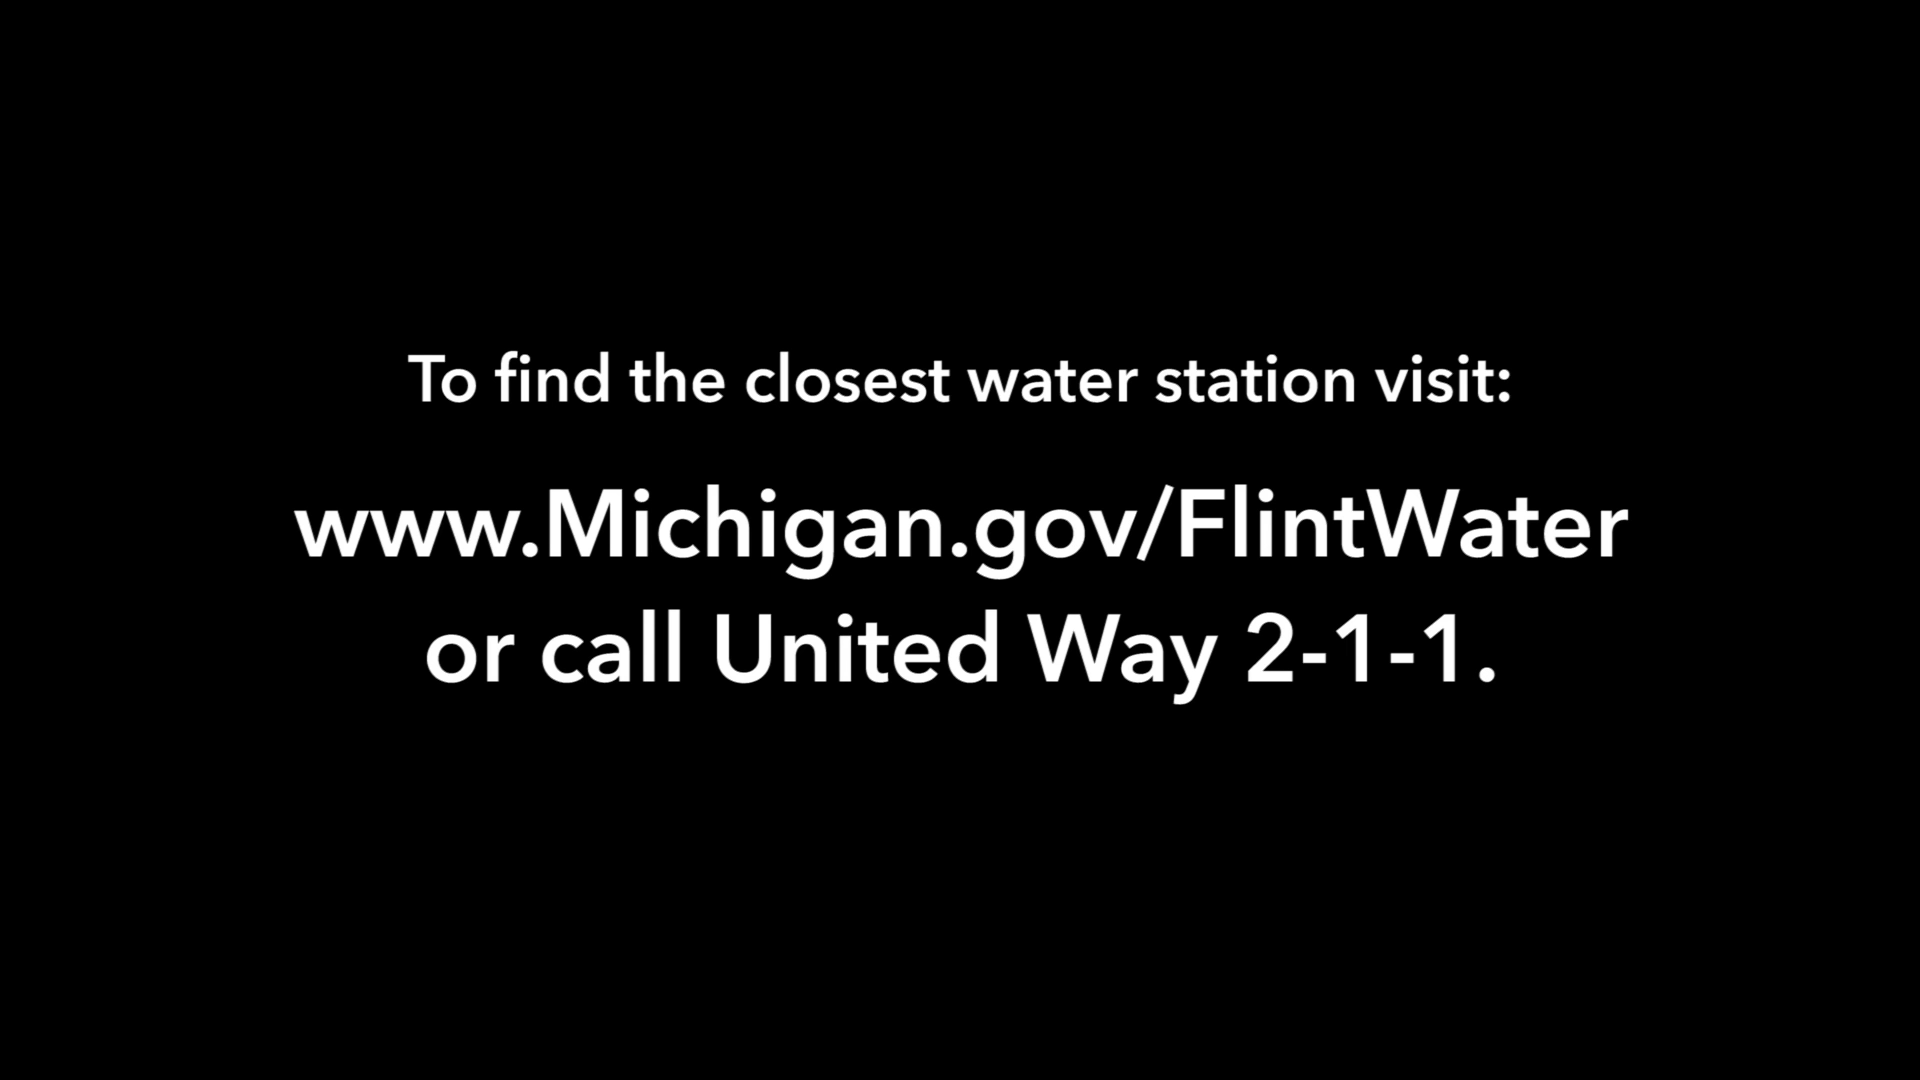 To find the closest water station visit:
www.Michigan.gov/FlintWater
or call United Way 2-1-1.